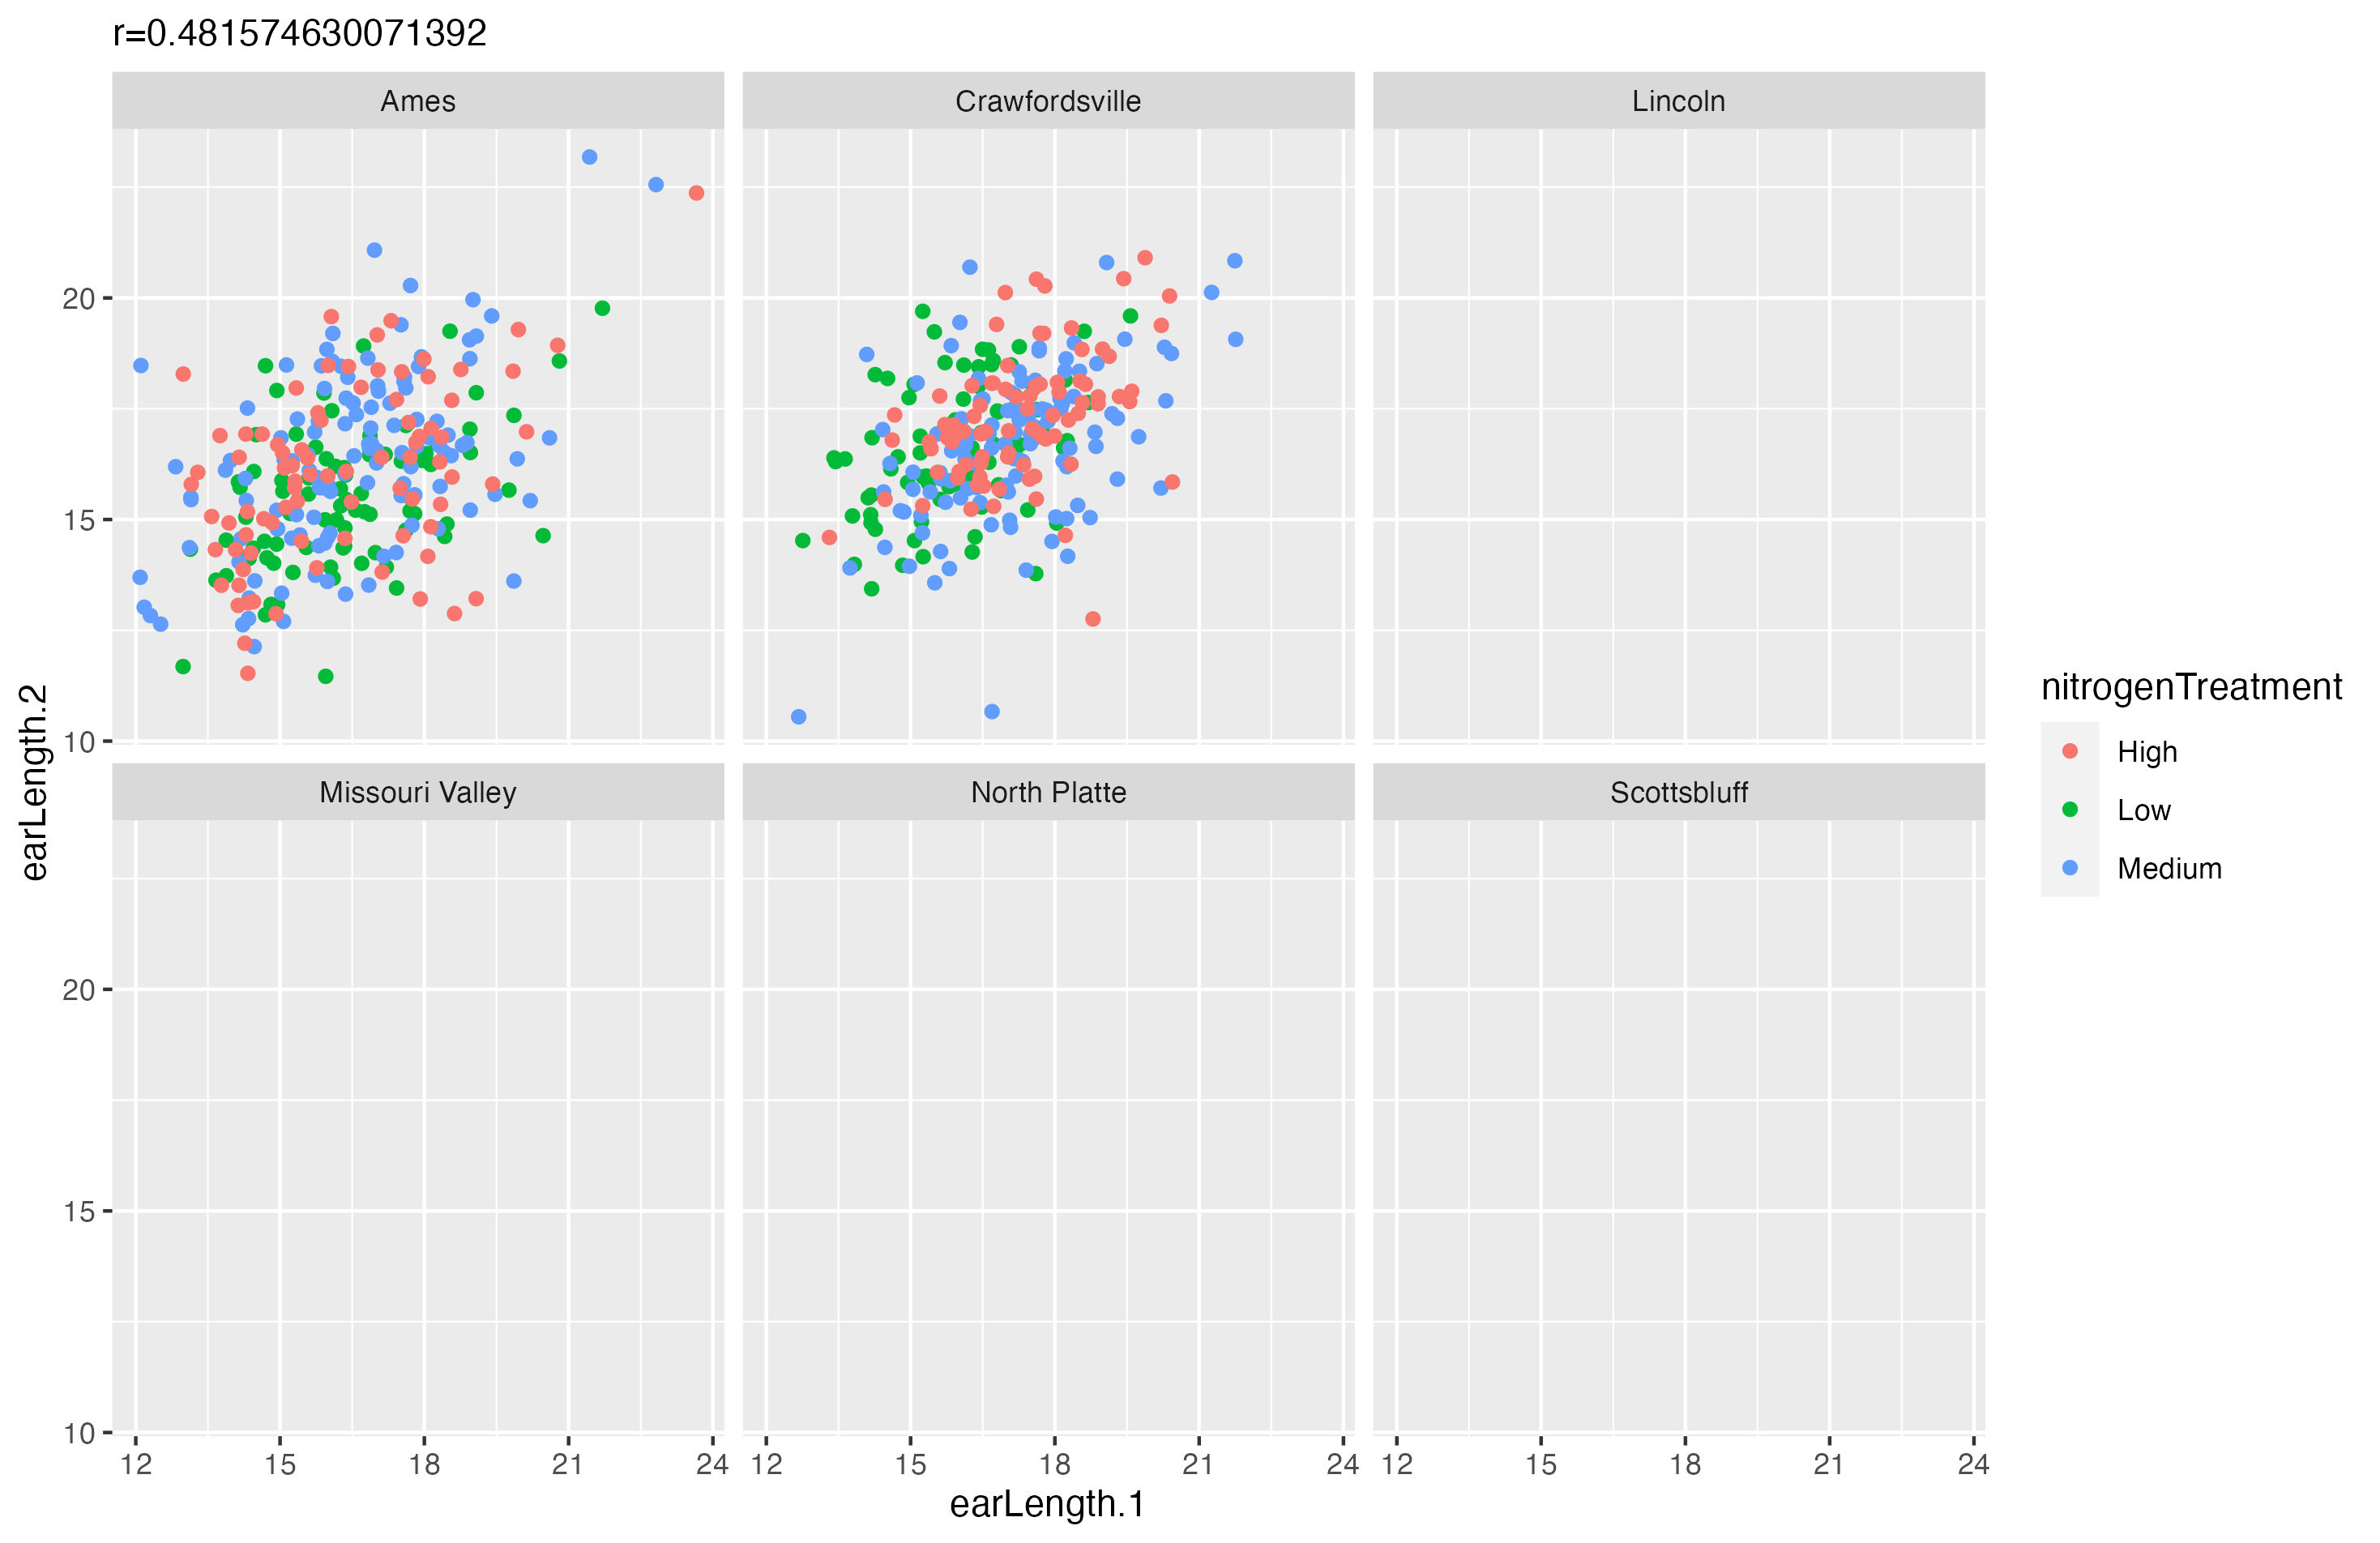 r=0.481574630071392
Ames
Crawfordsville
Lincoln
20
15
10
Missouri Valley
North Platte
Scottsbluff
20
15
10
12 15 18 21 24
12 15 18 21 24
12 15 18 21 24
earLength.1
earLength.2
nitrogenTreatment
High
Low
Medium